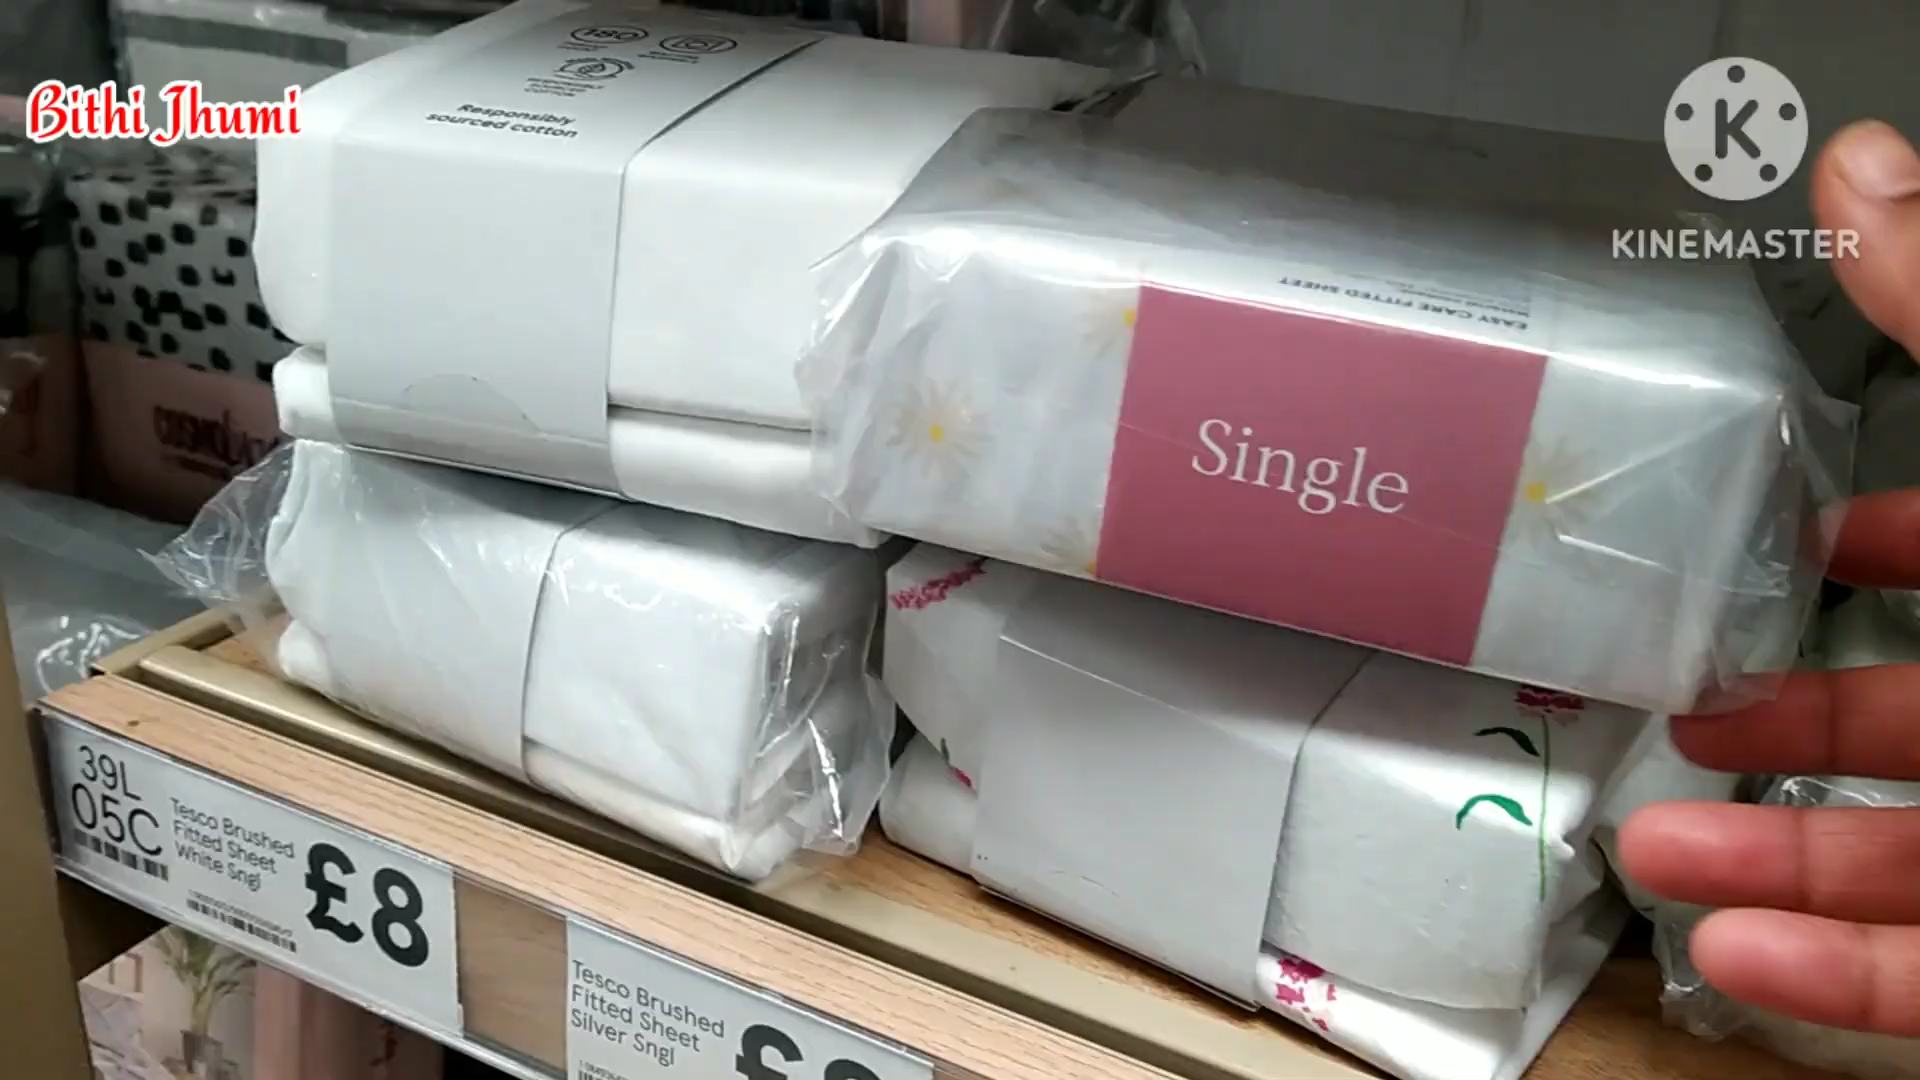 Bithi Jhumi
180
Responsibly
sourced cotton
K
KINEMASTER
EASY CARE FITTED SHEET
Single
39L
05C
Tesco Brushed
Fitted Sheet
White Sngl
£8
Tesco Brushed
Fitted Sheet
Silver Sngl